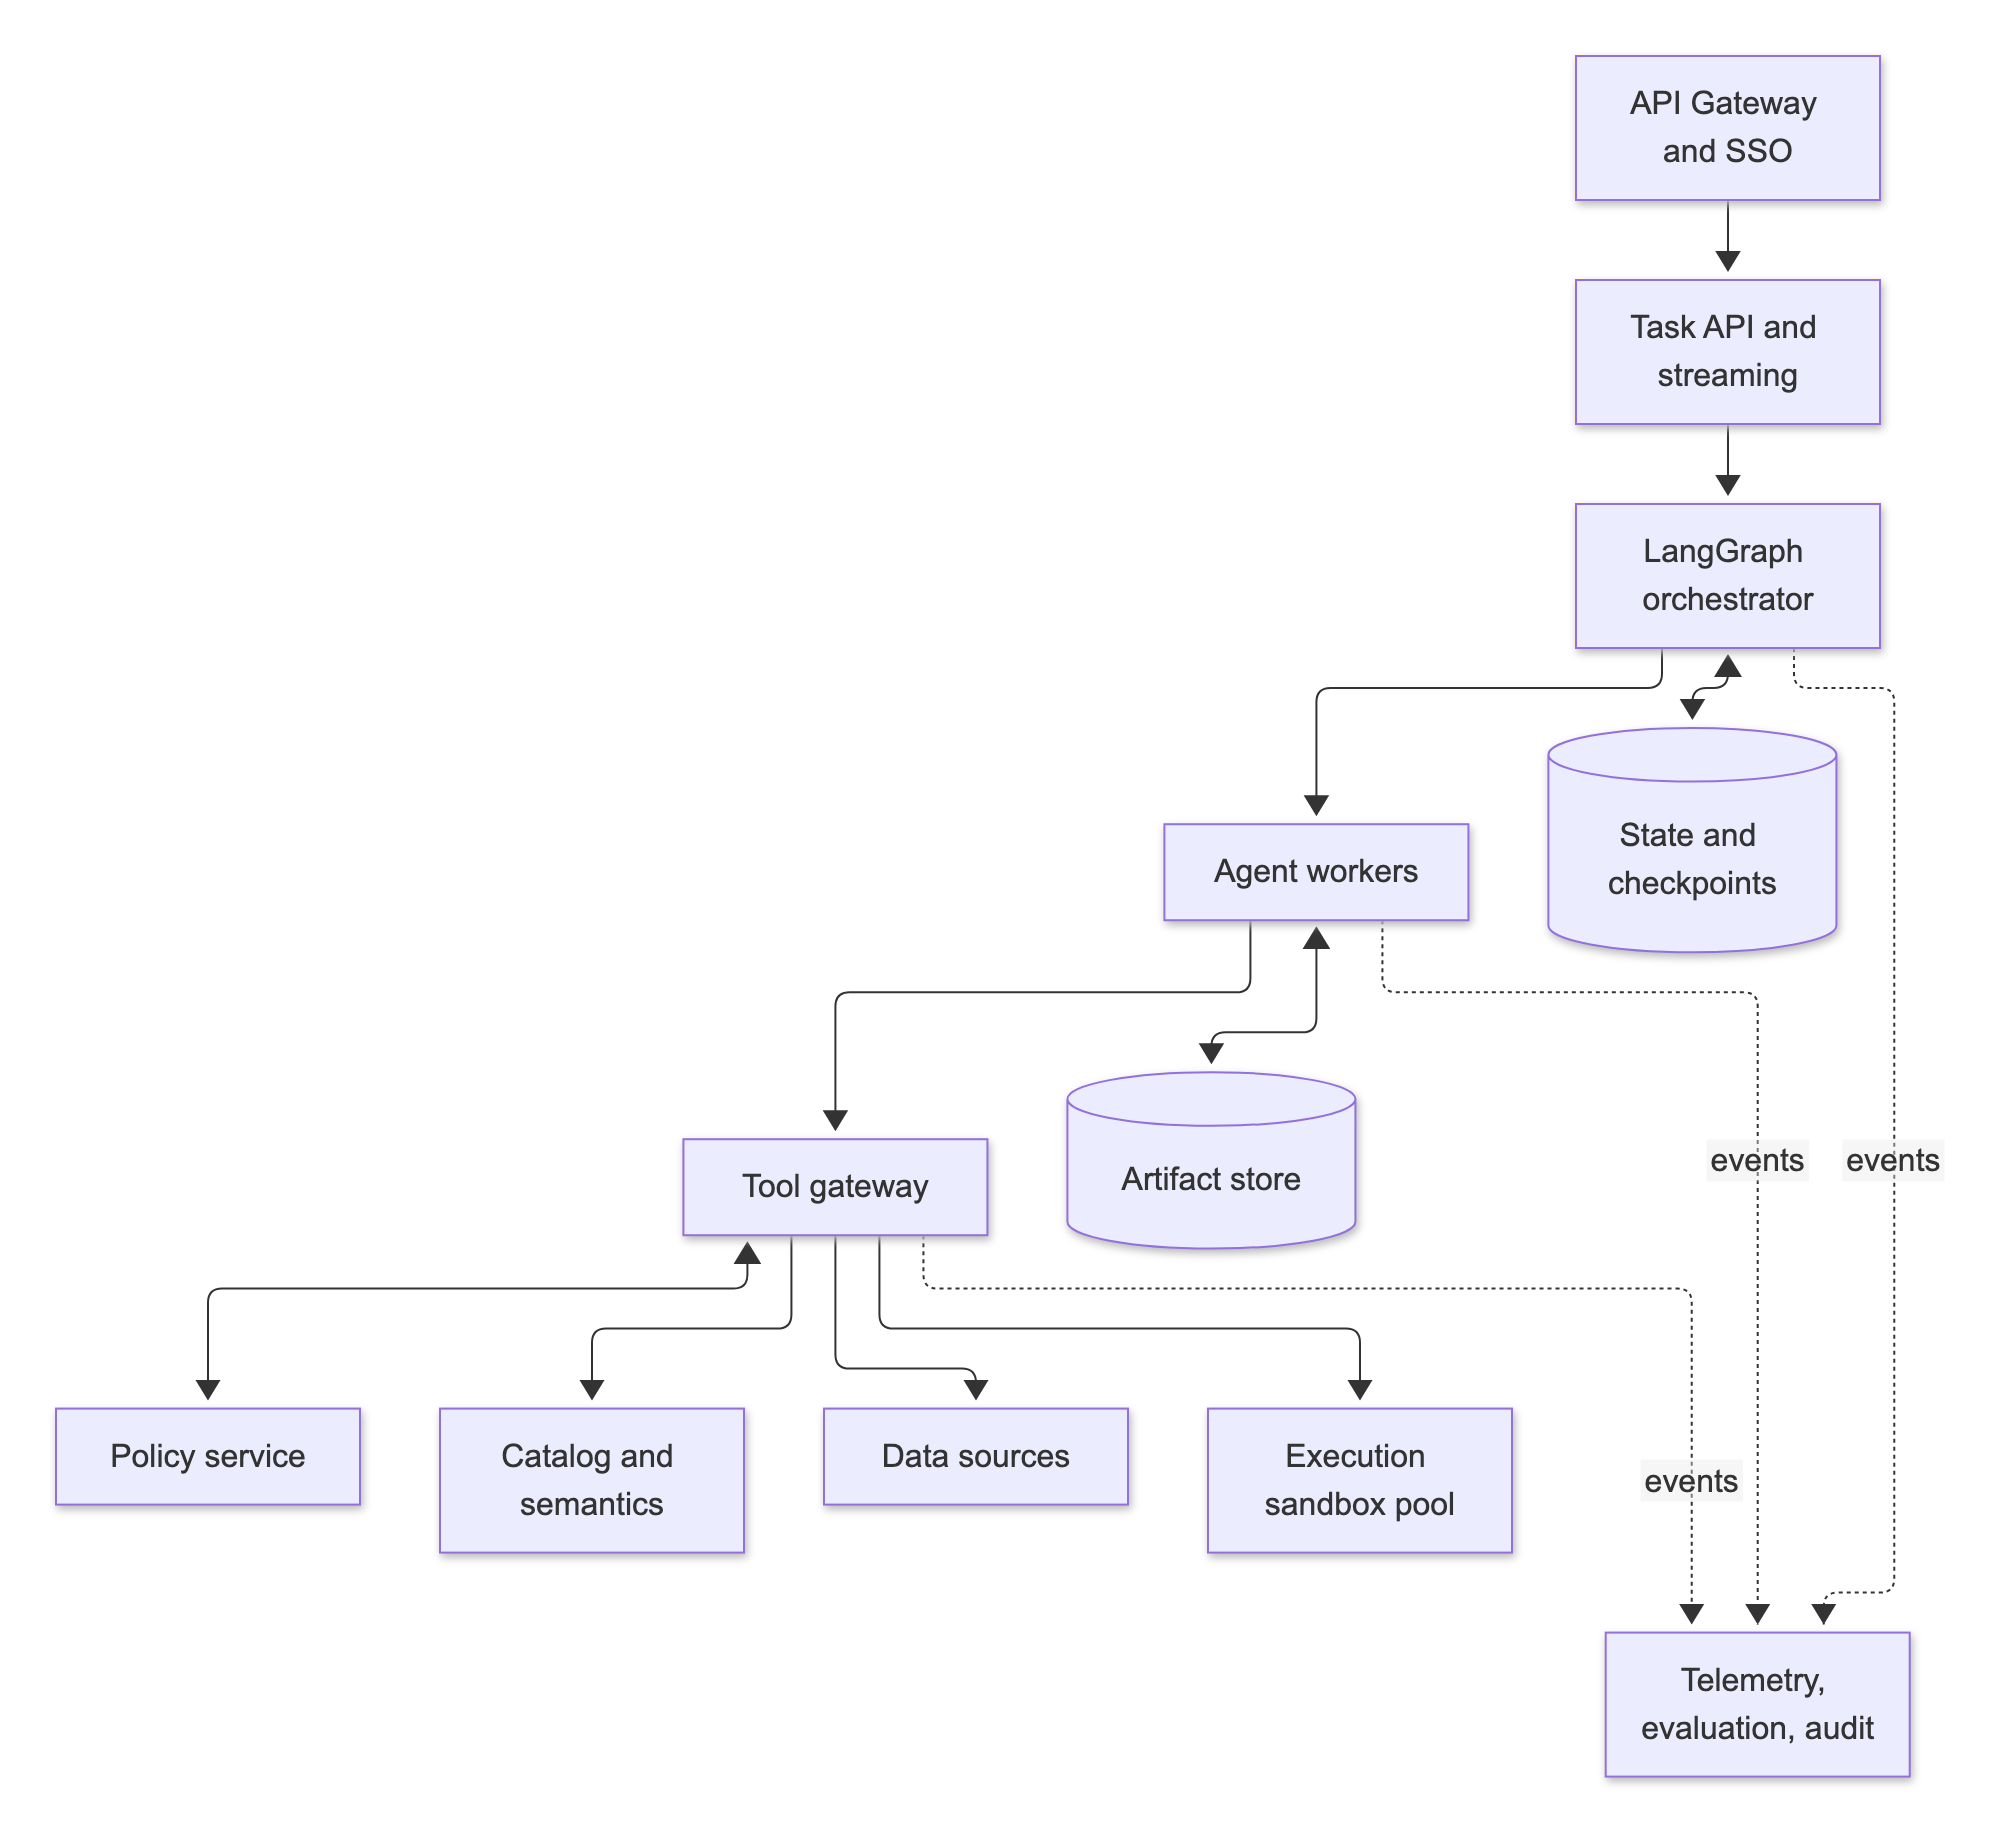 API Gateway
and SSO
Task API and
streaming
LangGraph
orchestrator
State and
checkpoints
Agent workers
Artifact store
events
events
Tool gateway
Policy service
Catalog and
semantics
Data sources
Execution
sandbox pool
events
Telemetry,
evaluation, audit